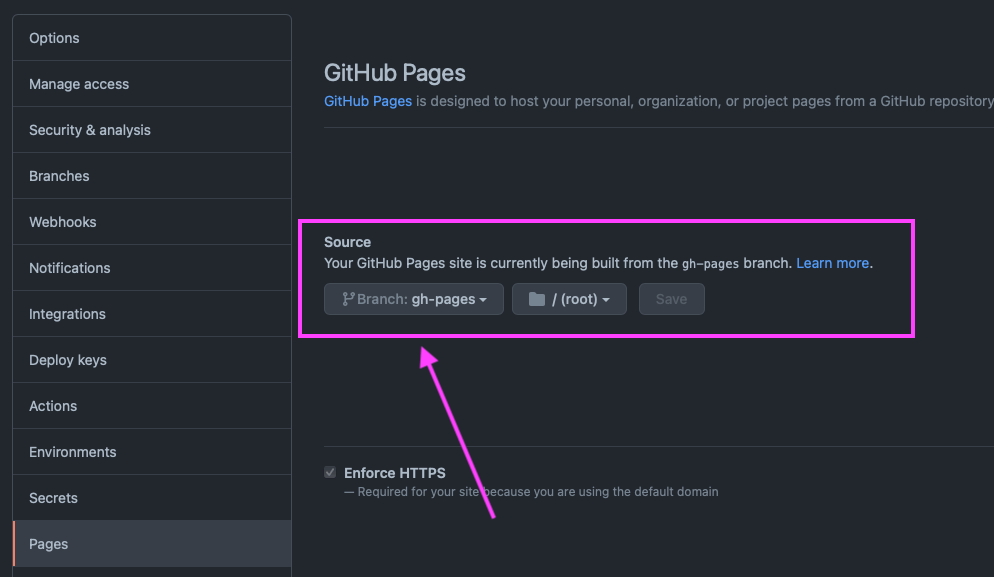 Options
Manage access
Security & analysis
Branches
Webhooks
Notifications
Integrations
Deploy keys
Actions
Environments
Secrets
Pages
GitHub Pages
GitHub Pages is designed to host your personal, organization, or project pages from a GitHub repository
Source
Your GitHub Pages site is currently being built from the gh-pages branch. Learn more.
Branch: gh-pages / (root) Save
Enforce HTTPS
— Required for your site because you are using the default domain